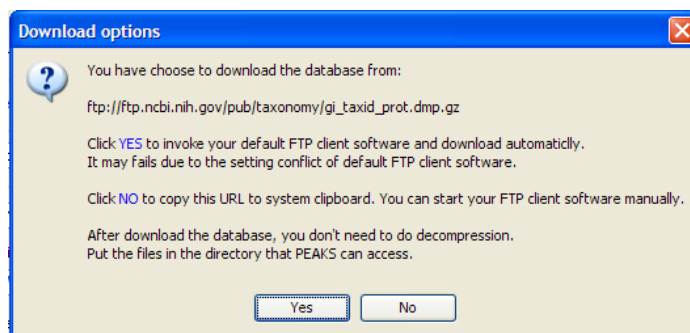 Download options
You have choose to download the database from:
ftp://ftp.ncbi.nih.gov/pub/taxonomy/gi_taxid_prot.dmp.gz
Click YES to invoke your default FTP client software and download automaticlly.
It may fails due to the setting conflict of default FTP client software.
Click NO to copy this URL to system clipboard. You can start your FTP client software manually.
After download the database, you don't need to do decompression.
Put the files in the directory that PEAKS can access.
Yes No